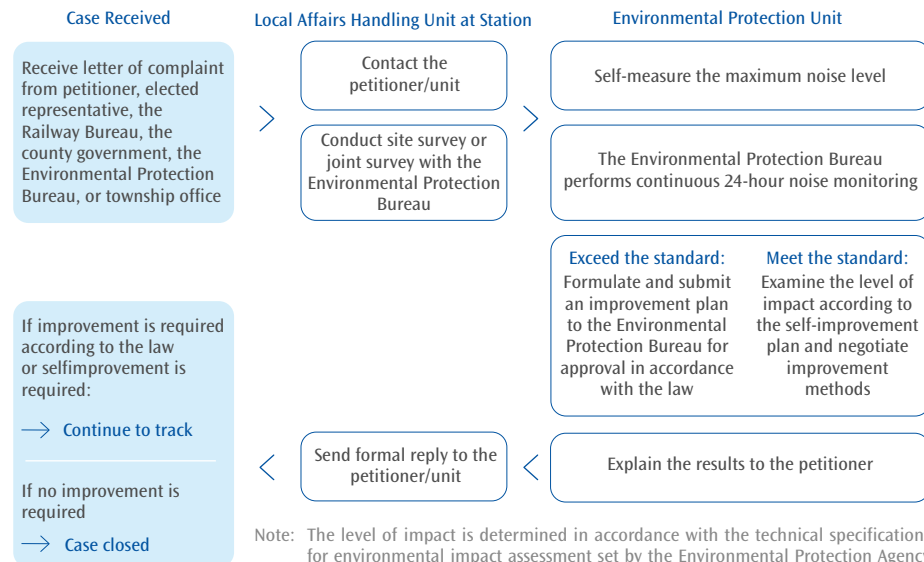 Case Received
Receive letter of complaint
from petitioner, elected
representative, the
Railway Bureau, the
county government, the
Environmental Protection
Bureau, or township office
Local Affairs Handling Unit at Station
Contact the
petitioner/unit
Conduct site survey or
joint survey with the
Environmental Protection
Bureau
Environmental Protection Unit
Self-measure the maximum noise level
The Environmental Protection Bureau
performs continuous 24-hour noise monitoring
Exceed the standard:
Formulate and submit
an improvement plan
to the Environmental
Protection Bureau for
approval in accordance
with the law
Meet the standard:
Examine the level of
impact according to
the self-improvement
plan and negotiate
improvement
methods
Explain the results to the petitioner
Send formal reply to the
petitioner/unit
If improvement is required
according to the law
or selfimprovement is
required:
Continue to track
If no improvement is
required
Case closed
Note: The level of impact is determined in accordance with the technical specification
for environmental impact assessment set by the Environmental Protection Agency